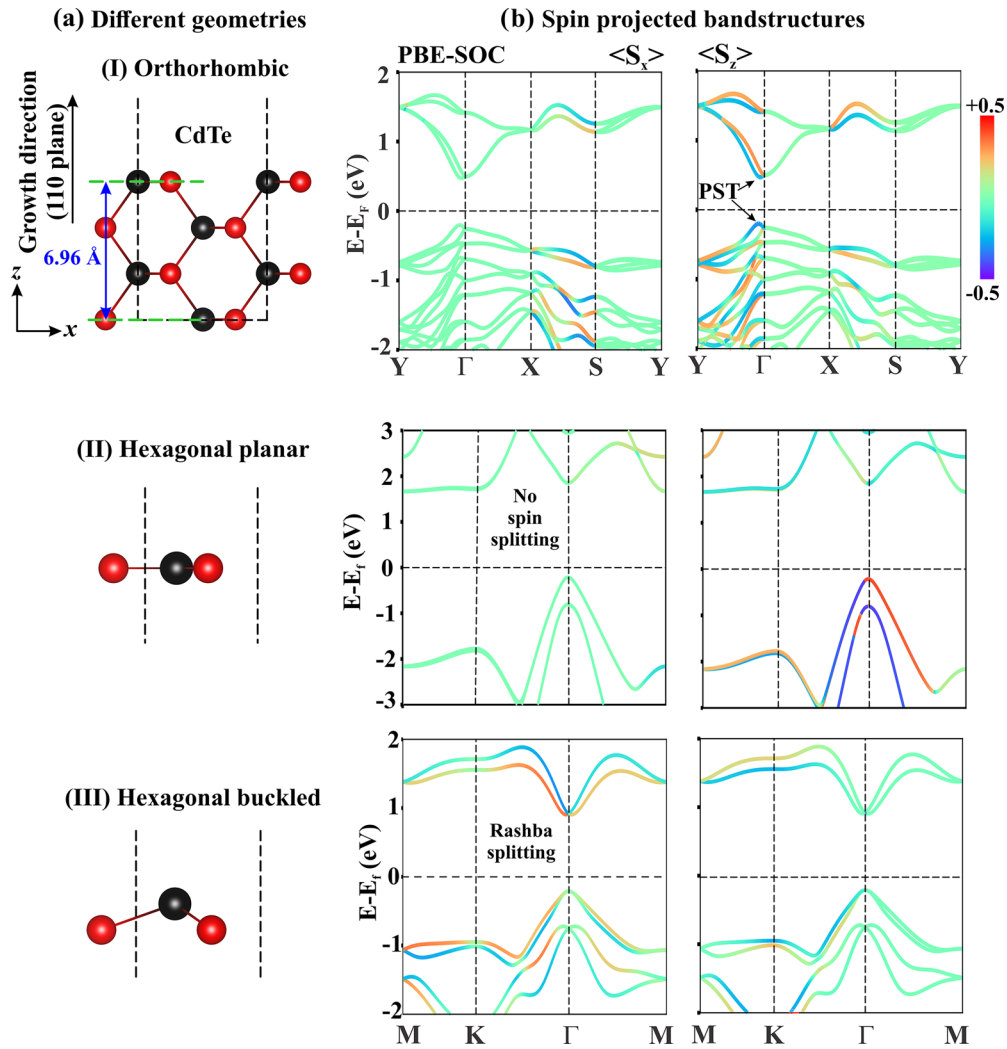 (a) Different geometries
(b) Spin projected bandstructures
(I) Orthorhombic
Growth direction
(110 plane)
CdTe
6.96 Å
z
x
PBE-SOC
<Sx>
<Sz>
2
1
0
-1
-2
E-EF (eV)
PST
+0.5
-0.5
Y Γ X S Y
Y Γ X S Y
(II) Hexagonal planar
3
2
1
0
-1
-2
-3
E-Ef (eV)
No
spin
splitting
(III) Hexagonal buckled
2
1
0
-1
-2
E-Ef (eV)
Rashba
splitting
M K Γ M
M K Γ M